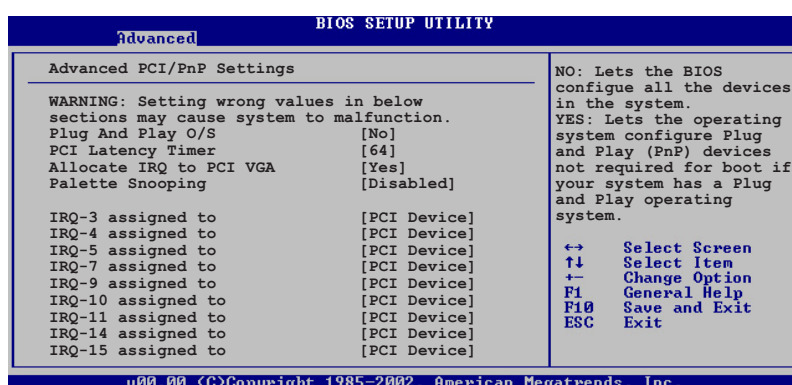 BIOS SETUP UTILITY
Advanced
Advanced PCI/PnP Settings
WARNING: Setting wrong values in below
sections may cause system to malfunction.
Plug And Play O/S [No]
PCI Latency Timer [64]
Allocate IRQ to PCI VGA [Yes]
Palette Snooping [Disabled]
IRQ-3 assigned to [PCI Device]
IRQ-4 assigned to [PCI Device]
IRQ-5 assigned to [PCI Device]
IRQ-7 assigned to [PCI Device]
IRQ-9 assigned to [PCI Device]
IRQ-10 assigned to [PCI Device]
IRQ-11 assigned to [PCI Device]
IRQ-14 assigned to [PCI Device]
IRQ-15 assigned to [PCI Device]
NO: Lets the BIOS
configue all the devices
in the system.
YES: Lets the operating
system configure Plug
and Play (PnP) devices
not required for boot if
your system has a Plug
and Play operating
system.
↔ Select Screen
↑↓ Select Item
+- Change Option
F1 General Help
F10 Save and Exit
ESC Exit
v00.00 (C)Copyright 1985-2002, American Megatrends, Inc.